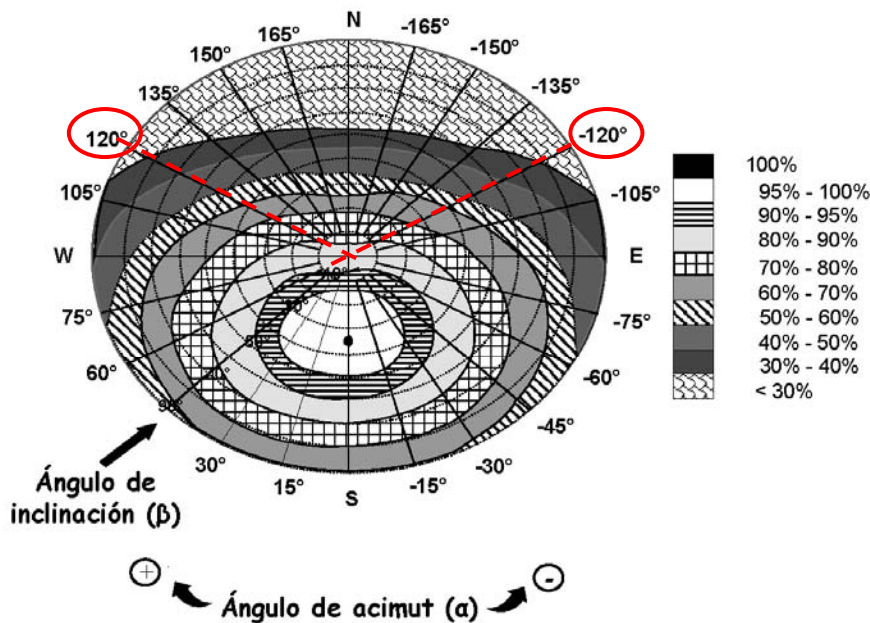 N
165°
-165°
150°
-150°
135°
-135°
120°
-120°
105°
-105°
W
E
75°
-75°
60°
-60°
-45°
30°
-30°
15°
-15°
S
100%
95% - 100%
90% - 95%
80% - 90%
70% - 80%
60% - 70%
50% - 60%
40% - 50%
30% - 40%
< 30%
Ángulo de
inclinación (β)
+
-
Ángulo de acimut (α)